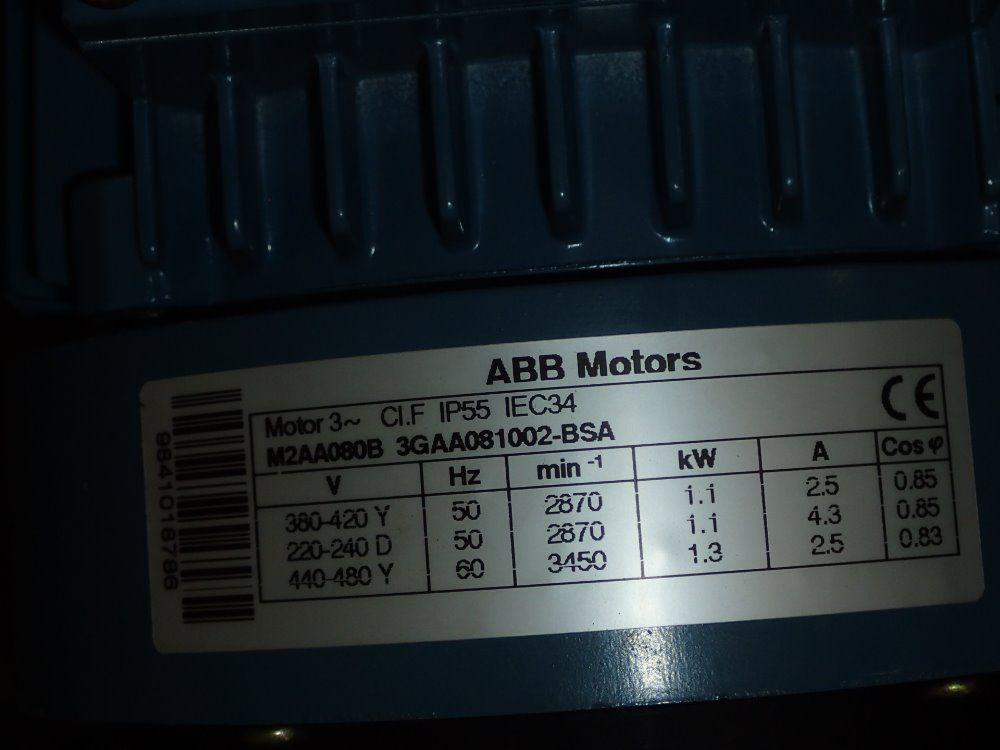 ABB Motors
Motor 3~ Cl.F IP55 IEC34
CE
M2AA080B 3GAA081002-BSA
V Hz min -1 kW A Cos φ
380-420 Y 50 2870 1.1 2.5 0.85
220-240 D 50 2870 1.1 4.3 0.85
440-480 Y 60 3450 1.3 2.5 0.83
9841018786